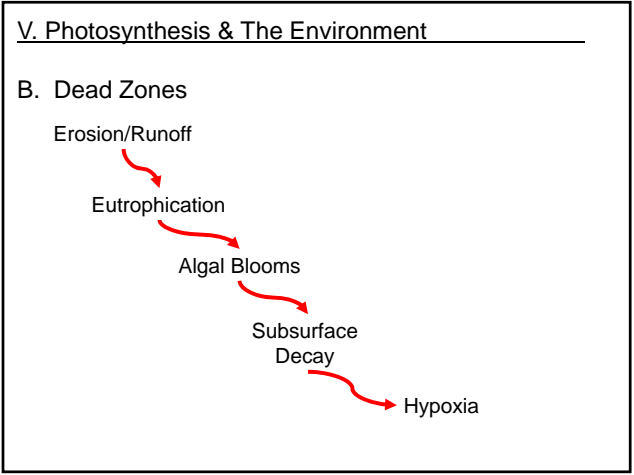 V. Photosynthesis & The Environment
B. Dead Zones
Erosion/Runoff
Eutrophication
Algal Blooms
Subsurface
Decay
Hypoxia